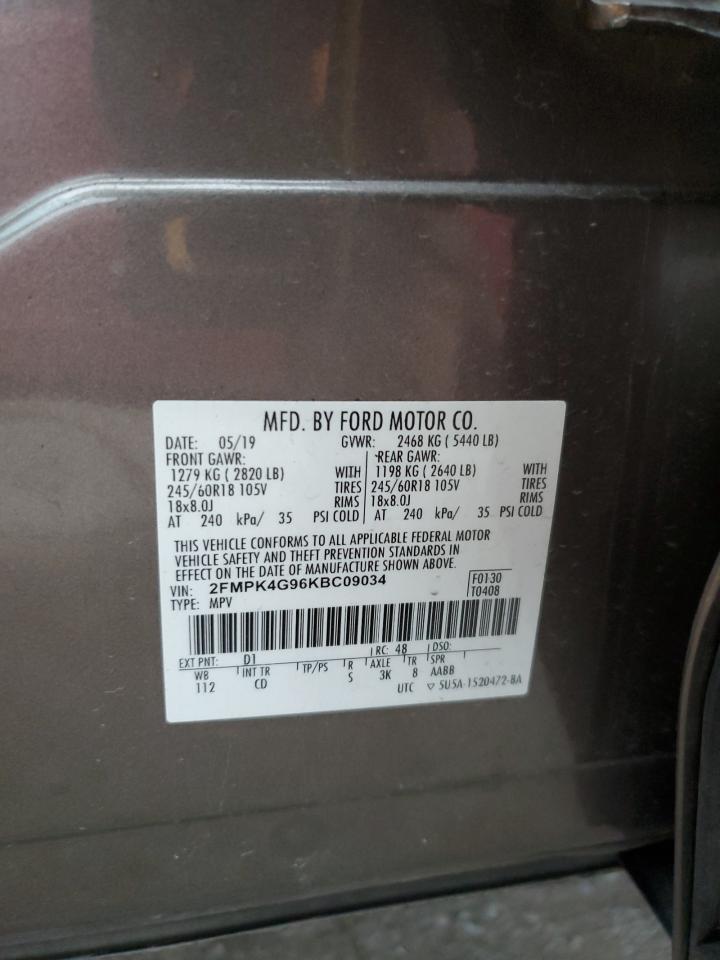 MFD. BY FORD MOTOR CO.
DATE: 05/19 GVWR: 2468 KG ( 5440 LB)
FRONT GAWR: REAR GAWR:
1279 KG ( 2820 LB) WITH 1198 KG ( 2640 LB) WITH
245/60R18 105V TIRES 245/60R18 105V TIRES
18x8.0J RIMS 18x8.0J RIMS
AT 240 kPa/ 35 PSI COLD AT 240 kPa/ 35 PSI COLD
THIS VEHICLE CONFORMS TO ALL APPLICABLE FEDERAL MOTOR
VEHICLE SAFETY AND THEFT PREVENTION STANDARDS IN
EFFECT ON THE DATE OF MANUFACTURE SHOWN ABOVE.
VIN: 2FMPK4G96KBC09034 F0130
TYPE: MPV T0408
EXT PNT: D1 RC: 48 DSO:
WB INT TR TP/PS R AXLE TR SPR
112 CD S 3K 8 AABB
UTC ▽ 5U5A-1520472-BA